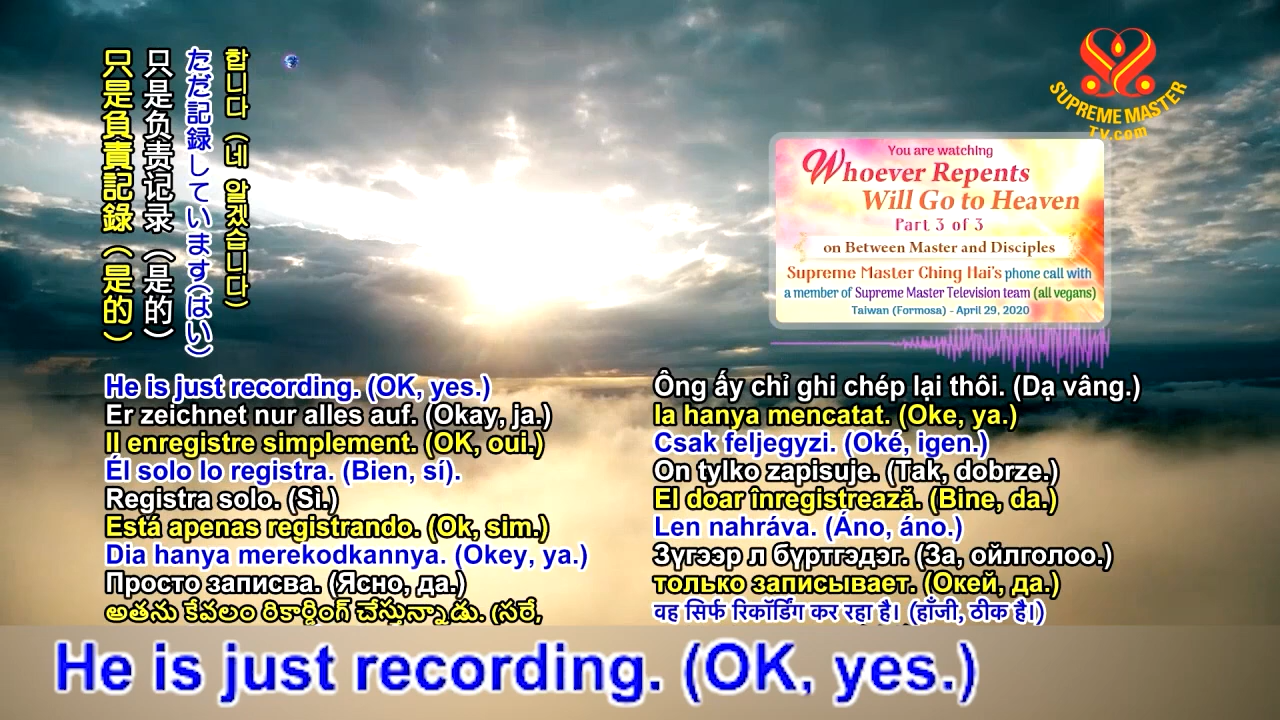 只是負責記錄（是的）
只是负责记录（是的）
ただ記録しています(はい)
합니다 (네 알겠습니다)
SUPREME MASTER
TV.com
You are watching
Whoever Repents
Will Go to Heaven
Part 3 of 3
on Between Master and Disciples
Supreme Master Ching Hai's phone call with
a member of Supreme Master Television team (all vegans)
Taiwan (Formosa) - April 29, 2020
He is just recording. (OK, yes.)
Er zeichnet nur alles auf. (Okay, ja.)
Il enregistre simplement. (OK, oui.)
Él solo lo registra. (Bien, sí).
Registra solo. (Sì.)
Está apenas registrando. (Ok, sim.)
Dia hanya merekodkannya. (Okey, ya.)
Просто записва. (Ясно, да.)
అతను కేవలం రికార్డింగ్ చేస్తున్నాడు. (సరే,
Ông ấy chỉ ghi chép lại thôi. (Dạ vâng.)
Ia hanya mencatat. (Oke, ya.)
Csak feljegyzi. (Oké, igen.)
On tylko zapisuje. (Tak, dobrze.)
El doar înregistrează. (Bine, da.)
Len nahráva. (Áno, áno.)
Зүгээр л бүртгэдэг. (За, ойлголоо.)
только записывает. (Окей, да.)
वह सिर्फ रिकॉर्डिंग कर रहा है। (हाँजी, ठीक है।)
He is just recording. (OK, yes.)